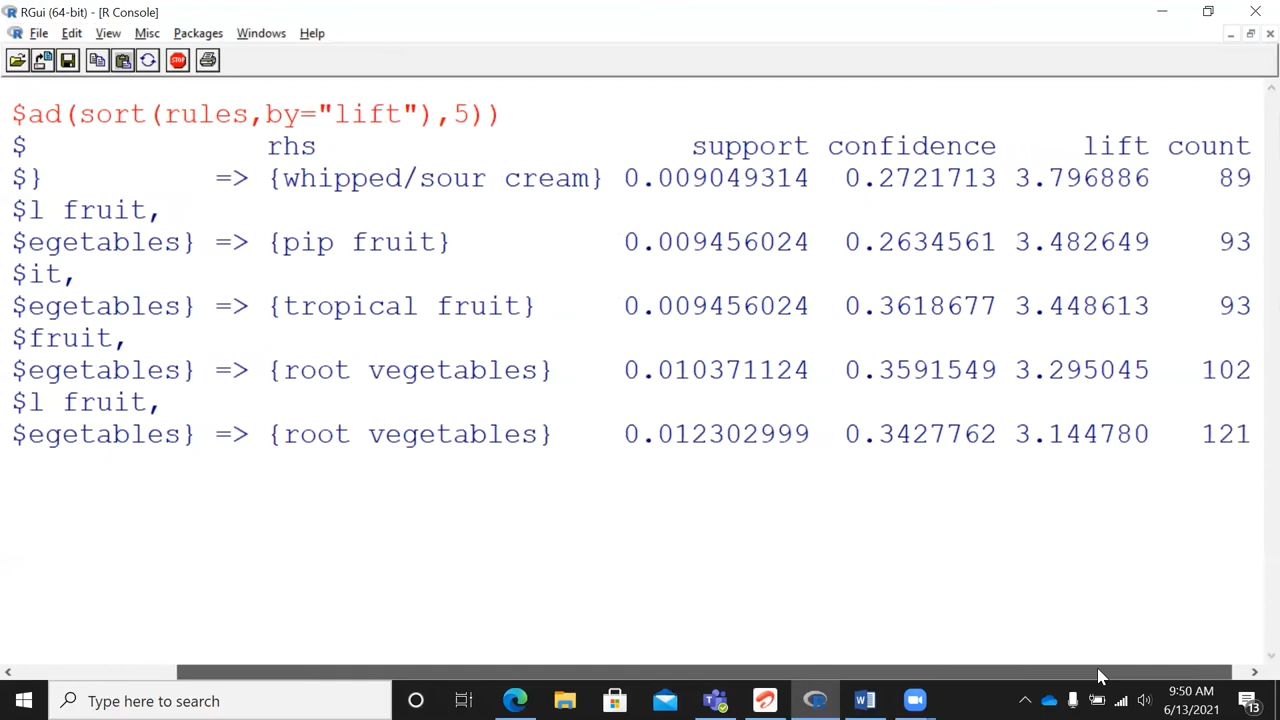 RGui (64-bit) - [R Console]
File Edit View Misc Packages Windows Help
STOP
$ad(sort(rules,by="lift"),5))
$ rhs support confidence lift count
$} => {whipped/sour cream} 0.009049314 0.2721713 3.796886 89
$l fruit,
$egetables} => {pip fruit} 0.009456024 0.2634561 3.482649 93
$it,
$egetables} => {tropical fruit} 0.009456024 0.3618677 3.448613 93
$fruit,
$egetables} => {root vegetables} 0.010371124 0.3591549 3.295045 102
$l fruit,
$egetables} => {root vegetables} 0.012302999 0.3427762 3.144780 121
Type here to search
9:50 AM
6/13/2021
13